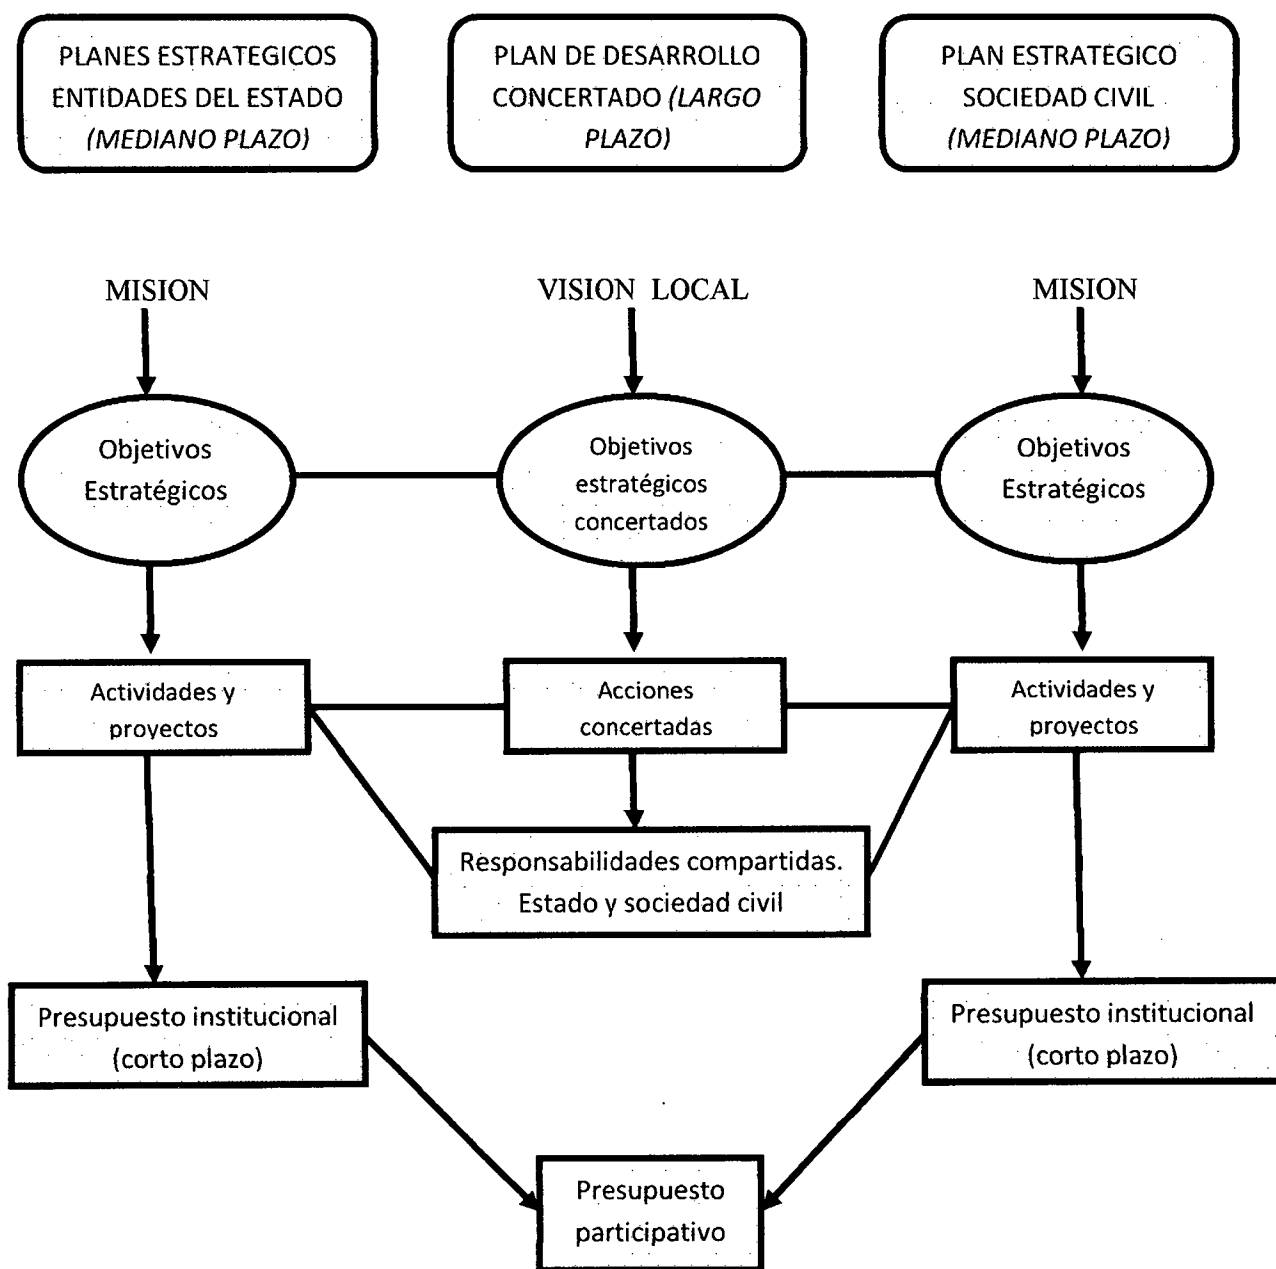 PLANES ESTRATEGICOS
ENTIDADES DEL ESTADO
(MEDIANO PLAZO)
PLAN DE DESARROLLO
CONCERTADO (LARGO
PLAZO)
PLAN ESTRATÉGICO
SOCIEDAD CIVIL
(MEDIANO PLAZO)
MISION
VISION LOCAL
MISION
Objetivos
Estratégicos
Objetivos
estratégicos
concertados
Objetivos
Estratégicos
Actividades y
proyectos
Acciones
concertadas
Actividades y
proyectos
Responsabilidades compartidas.
Estado y sociedad civil
Presupuesto institucional
(corto plazo)
Presupuesto institucional
(corto plazo)
Presupuesto
participativo